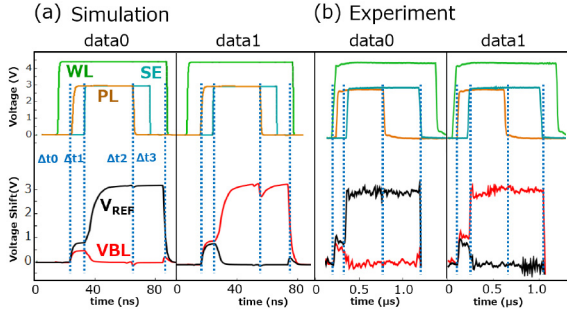 (a) Simulation
(b) Experiment
data0
data1
data0
data1
Voltage (V)
4
3
2
1
0
WL
SE
PL
Δt0
Δt1
Δt2
Δt3
Voltage Shift(V)
3
2
1
0
VREF
VBL
0
40
80
0
40
80
0.5
1.0
0.5
1.0
time (ns)
time (ns)
time (μs)
time (μs)